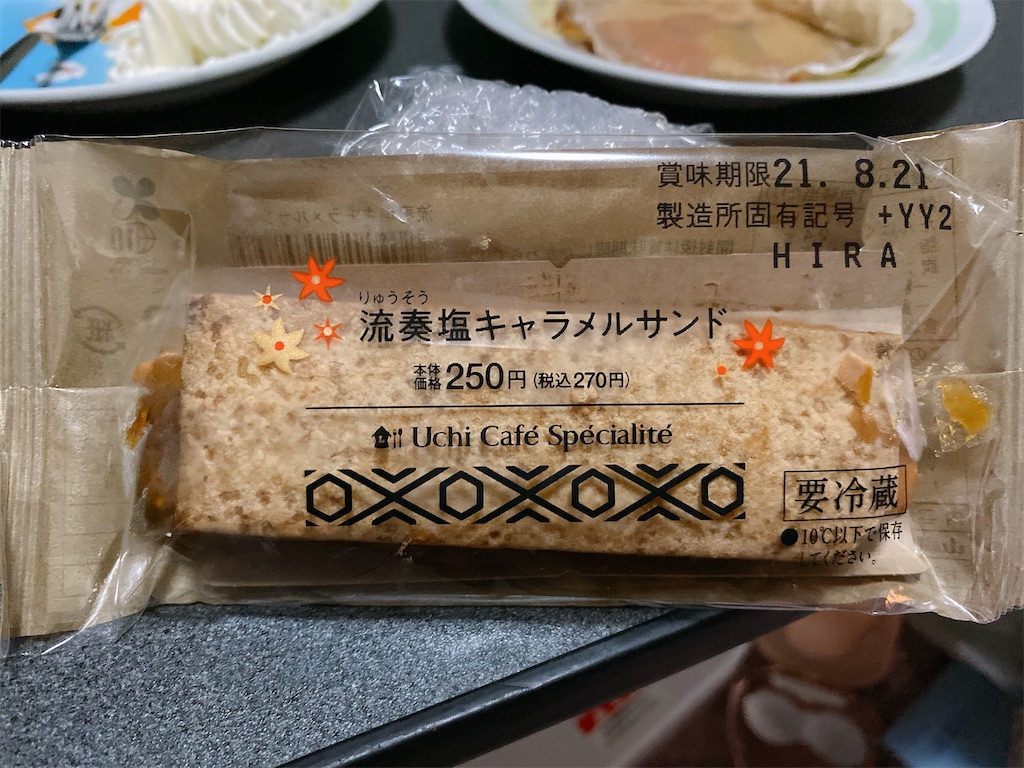 賞味期限21. 8.21
製造所固有記号 +YY2
HIRA
りゅうそう
流奏塩キャラメルサンド
本体価格250円(税込270円)
Uchi Café Spécialité
要冷蔵
●10℃以下で保存
してください。